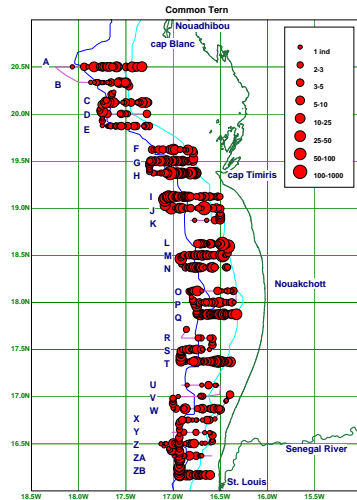 Common Tern
Nouadhibou
cap Blanc
1 ind
2-3
3-5
5-10
10-25
25-50
50-100
100-1000
20.5N
A
B
C
20.0N
D
E
F
19.5N
G
H
cap Timiris
I
19.0N
J
K
L
18.5N
M
N
Nouakchott
O
18.0N
P
Q
17.5N
R
S
T
U
17.0N
V
W
X
Y
16.5N
Z
Senegal River
ZA
ZB
St. Louis
18.5W
18.0W
17.5W
17.0W
16.5W
16.0W
15.5W